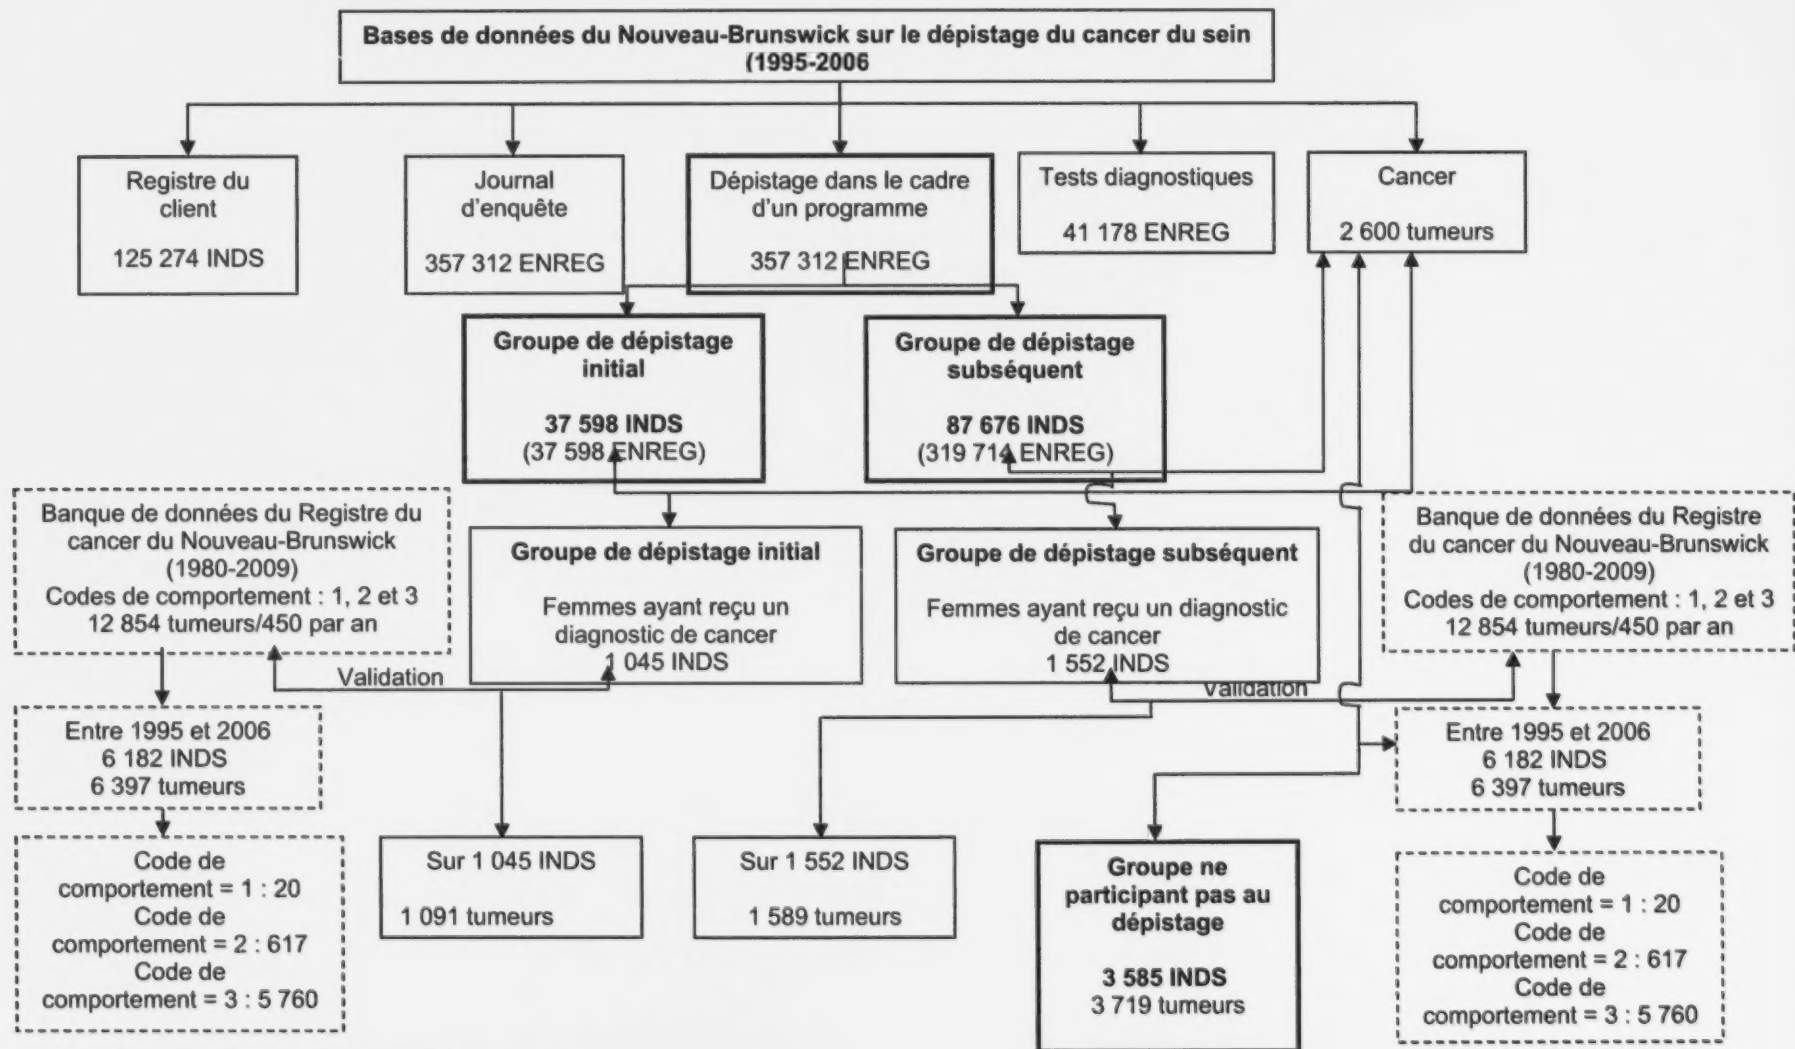 Bases de données du Nouveau-Brunswick sur le dépistage du cancer du sein
(1995-2006
Registre du
client
125 274 INDS
Journal
d'enquête
357 312 ENREG
Dépistage dans le cadre
d'un programme
357 312 ENREG
Tests diagnostiques
41 178 ENREG
Cancer
2 600 tumeurs
Groupe de dépistage
initial
37 598 INDS
(37 598 ENREG)
Groupe de dépistage
subséquent
87 676 INDS
(319 714 ENREG)
Banque de données du Registre du
cancer du Nouveau-Brunswick
(1980-2009)
Codes de comportement : 1, 2 et 3
12 854 tumeurs/450 par an
Groupe de dépistage initial
Femmes ayant reçu un
diagnostic de cancer
1 045 INDS
Groupe de dépistage subséquent
Femmes ayant reçu un diagnostic
de cancer
1 552 INDS
Banque de données du Registre
du cancer du Nouveau-Brunswick
(1980-2009)
Codes de comportement : 1, 2 et 3
12 854 tumeurs/450 par an
Validation
Validation
Entre 1995 et 2006
6 182 INDS
6 397 tumeurs
Entre 1995 et 2006
6 182 INDS
6 397 tumeurs
Code de
comportement = 1 : 20
Code de
comportement = 2 : 617
Code de
comportement = 3 : 5 760
Sur 1 045 INDS
1 091 tumeurs
Sur 1 552 INDS
1 589 tumeurs
Groupe ne
participant pas au
dépistage
3 585 INDS
3 719 tumeurs
Code de
comportement = 1 : 20
Code de
comportement = 2 : 617
Code de
comportement = 3 : 5 760